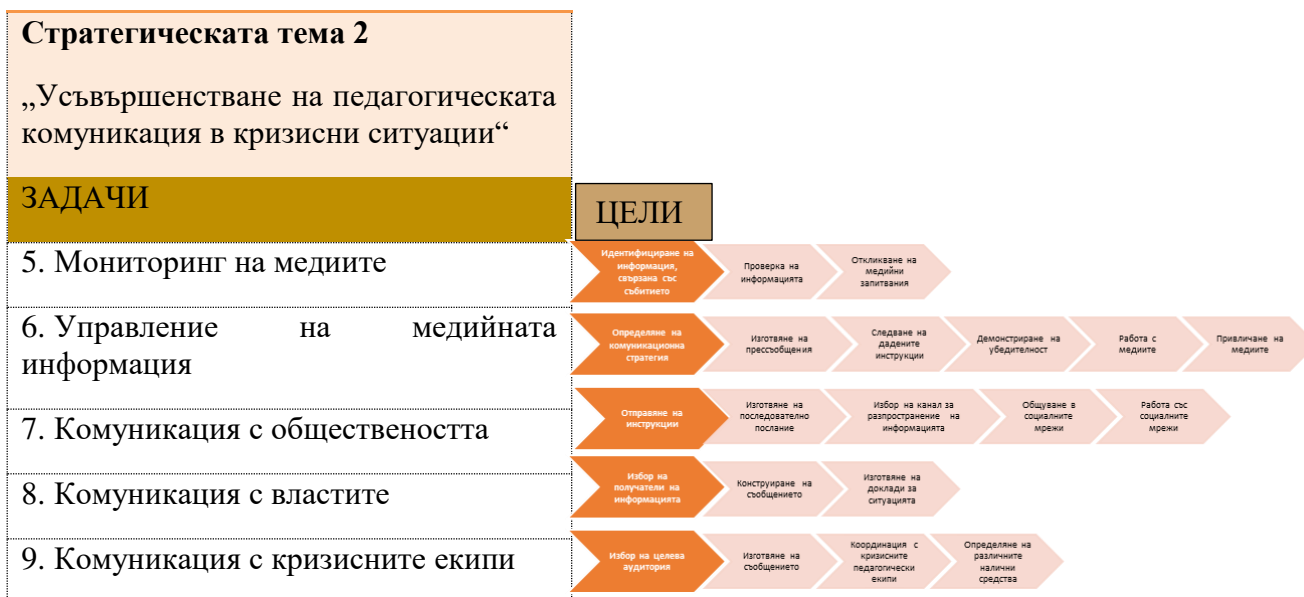 Стратегическата тема 2
„Усъвършенстване на педагогическата
комуникация в кризисни ситуации“
ЗАДАЧИ
ЦЕЛИ
5. Мониторинг на медиите
Идентифициране на
информация,
свързана със
събитието
Проверка на
информацията
Откликване на
медийни
запитвания
6. Управление на медийната
информация
Определяне на
комуникационна
стратегия
Изготвяне на
прессъобщения
Следване на
дадените
инструкции
Демонстриране на
убедителност
Работа с
медиите
Привличане на
медиите
7. Комуникация с обществеността
Отправяне на
инструкции
Изготвяне на
последователно
послание
Избор на канал за
разпространение на
информацията
Общуване в
социалните
мрежи
Работа със
социалните
мрежи
8. Комуникация с властите
Избор на
получатели на
информацията
Конструиране на
съобщението
Изготвяне на
доклади за
ситуацията
9. Комуникация с кризисните екипи
Избор на целева
аудитория
Изготвяне на
съобщението
Координация с
кризисните
педагогически
екипи
Определяне на
различните
налични
средства